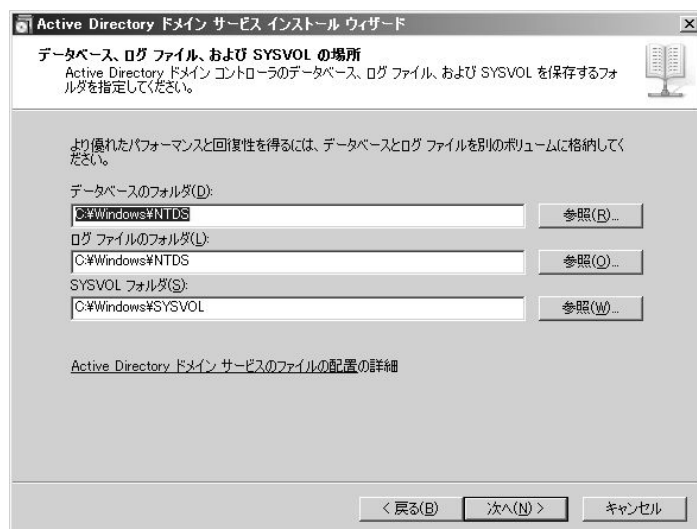 Active Directory ドメイン サービス インストール ウィザード
データベース、ログ ファイル、および SYSVOL の場所
Active Directory ドメイン コントローラのデータベース、ログ ファイル、および SYSVOL を保存するフォ
ルダを指定してください。
より優れたパフォーマンスと回復性を得るには、データベースとログ ファイルを別のボリュームに格納してく
ださい。
データベースのフォルダ(D):
C:¥Windows¥NTDS
参照(R)...
ログ ファイルのフォルダ(L):
C:¥Windows¥NTDS
参照(O)...
SYSVOL フォルダ(S):
C:¥Windows¥SYSVOL
参照(W)...
Active Directory ドメイン サービスのファイルの配置の詳細
< 戻る(B)
次へ(N) >
キャンセル